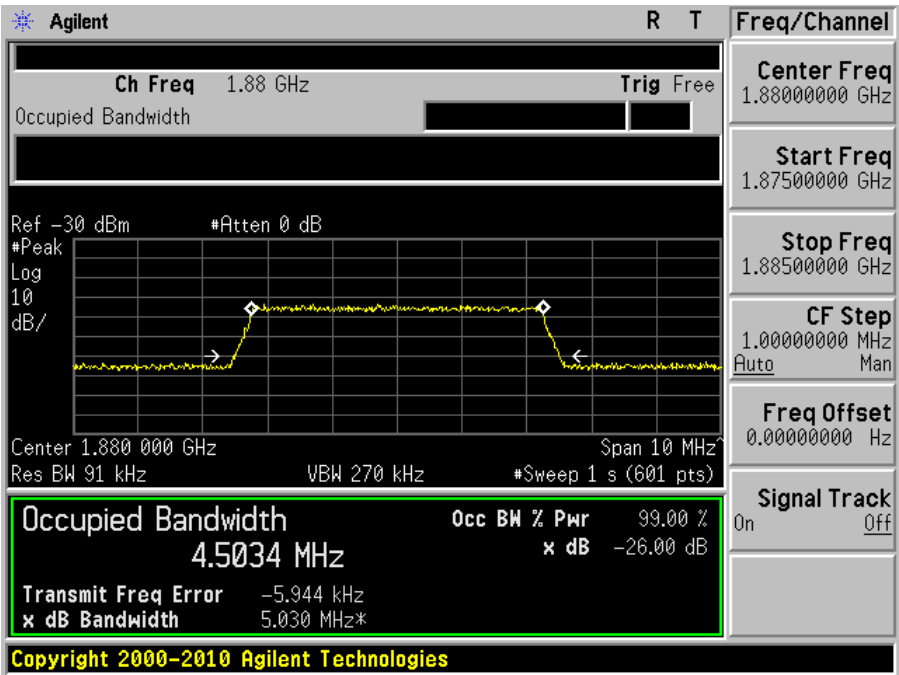 Agilent R T Freq/Channel
Ch Freq 1.88 GHz Trig Free
Occupied Bandwidth
Center Freq
1.88000000 GHz
Start Freq
1.87500000 GHz
Stop Freq
1.88500000 GHz
CF Step
1.00000000 MHz
Auto Man
Freq Offset
0.00000000 Hz
Signal Track
On Off
Ref -30 dBm #Atten 0 dB
#Peak
Log
10
dB/
Center 1.880 000 GHz Span 10 MHz^
Res BW 91 kHz VBW 270 kHz #Sweep 1 s (601 pts)
Occupied Bandwidth Occ BW % Pwr 99.00 %
4.5034 MHz x dB -26.00 dB
Transmit Freq Error -5.944 kHz
x dB Bandwidth 5.030 MHz*
Copyright 2000-2010 Agilent Technologies